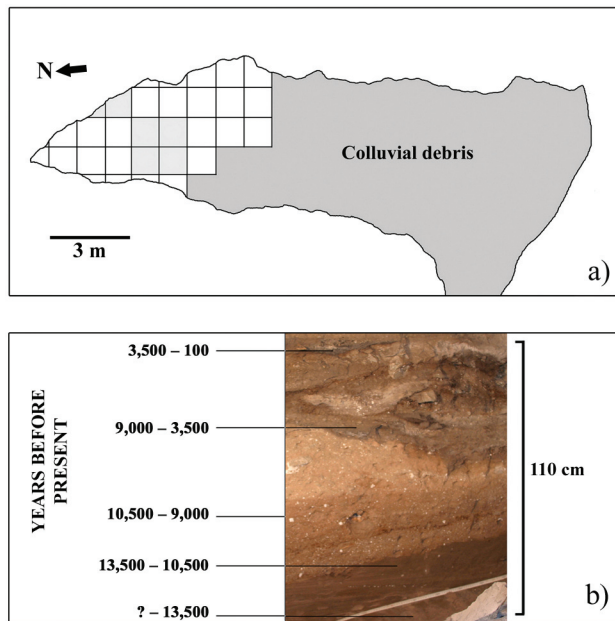 N
Colluvial debris
3 m
a)
YEARS BEFORE
PRESENT
3,500 – 100
9,000 – 3,500
10,500 – 9,000
13,500 – 10,500
? – 13,500
110 cm
b)